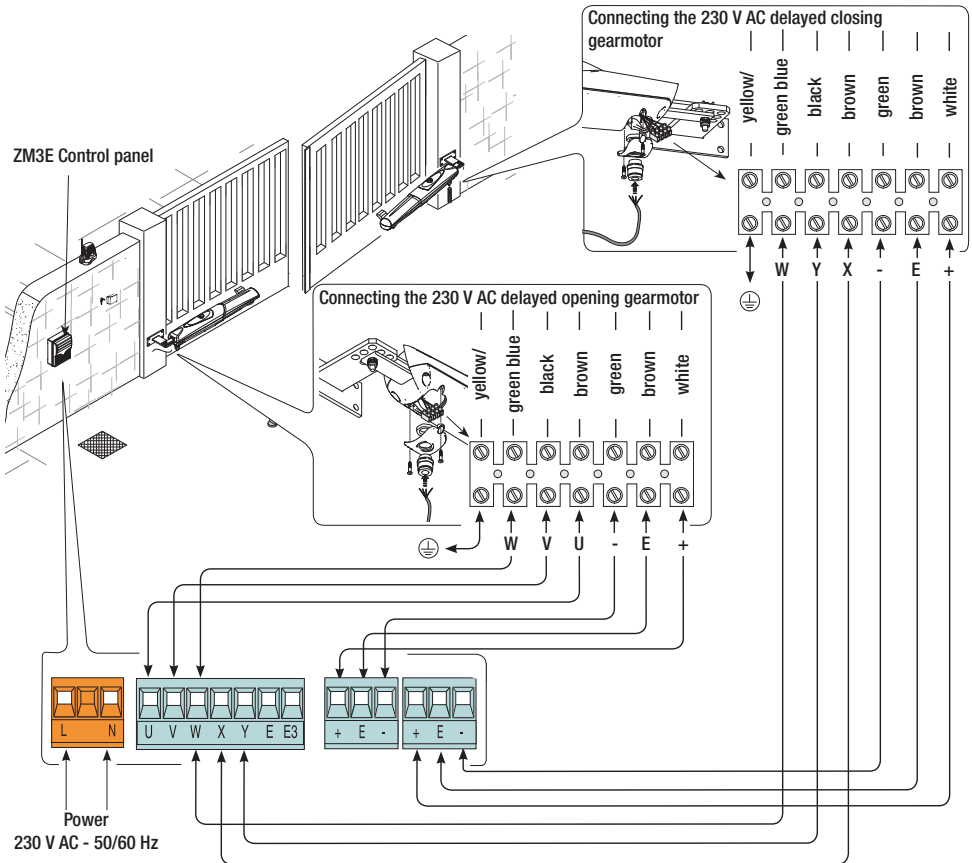 Connecting the 230 V AC delayed closing
gearmotor
yellow/
green blue
black
brown
green
brown
white
ZM3E Control panel
W Y X - E +
Connecting the 230 V AC delayed opening gearmotor
yellow/
green blue
black
brown
green
brown
white
W V U - E +
L N
U V W X Y E E3
+ E -
+ E -
Power
230 V AC - 50/60 Hz